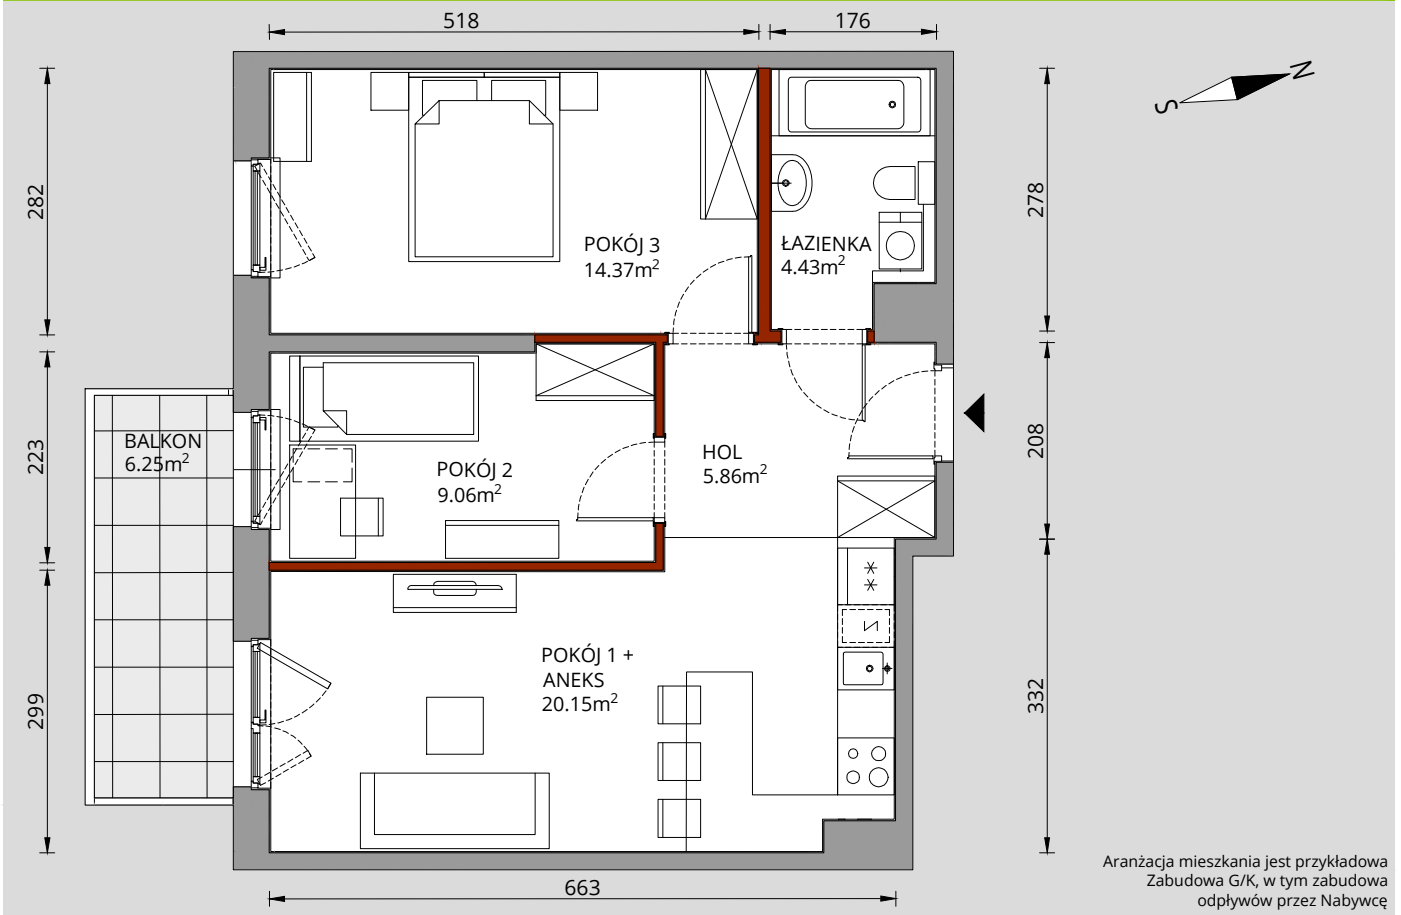 518
176
N
S
282
278
POKÓJ 3
14.37m²
ŁAZIENKA
4.43m²
BALKON
6.25m²
223
POKÓJ 2
9.06m²
HOL
5.86m²
208
POKÓJ 1 +
ANEKS
20.15m²
299
332
663
Aranżacja mieszkania jest przykładowa
Zabudowa G/K, w tym zabudowa
odpływów przez Nabywcę